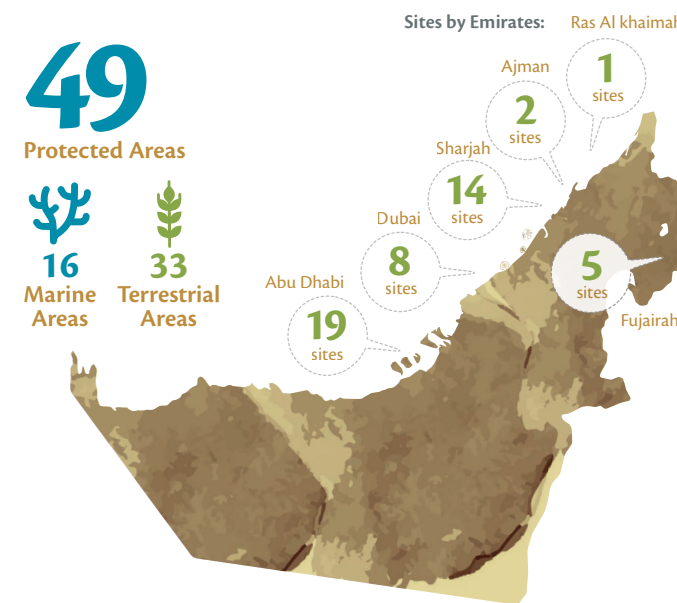 Sites by Emirates:
Ras Al khaimah
1
sites
Ajman
2
sites
Sharjah
14
sites
Dubai
8
sites
Abu Dhabi
19
sites
5
sites
Fujairah
49
Protected Areas
16
Marine
Areas
33
Terrestrial
Areas